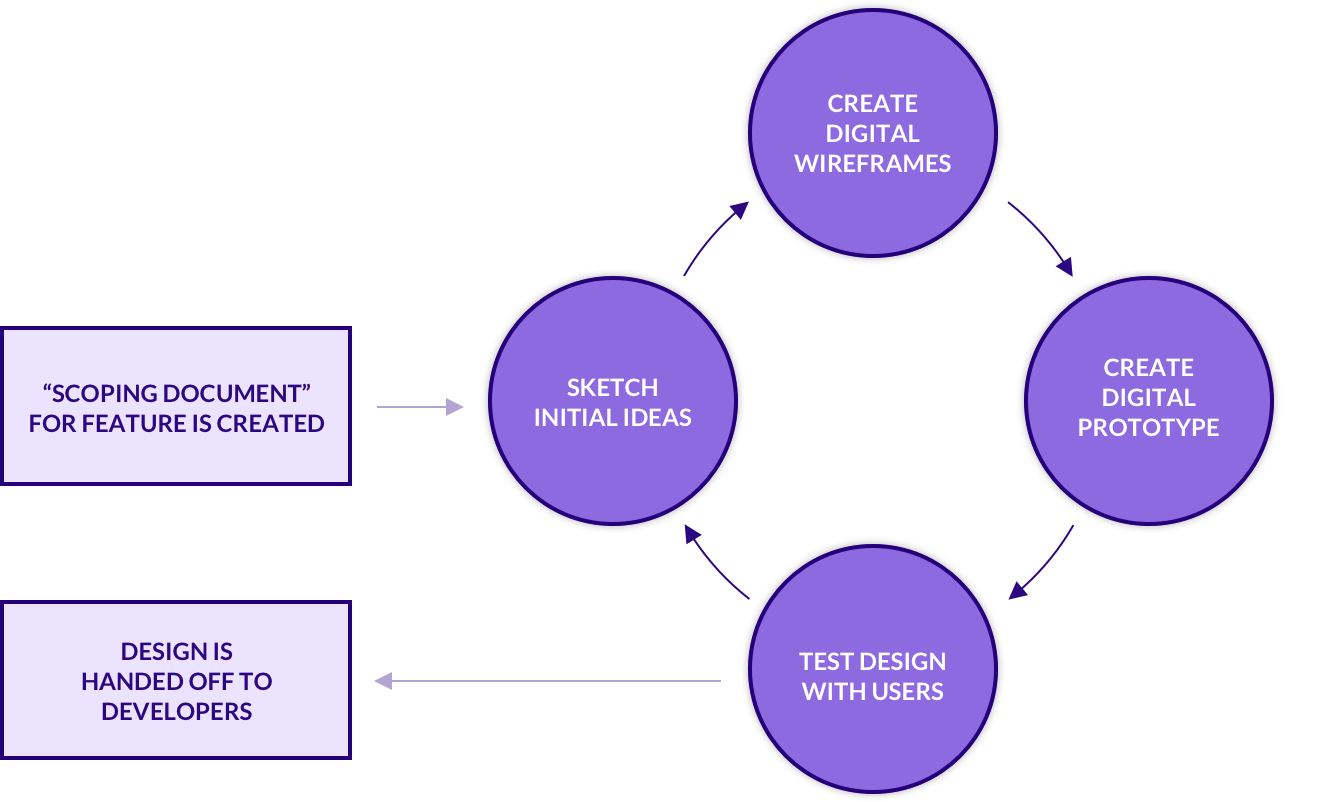 CREATE
DIGITAL
WIREFRAMES
SKETCH
INITIAL IDEAS
CREATE
DIGITAL
PROTOTYPE
“SCOPING DOCUMENT”
FOR FEATURE IS CREATED
TEST DESIGN
WITH USERS
DESIGN IS
HANDED OFF TO
DEVELOPERS